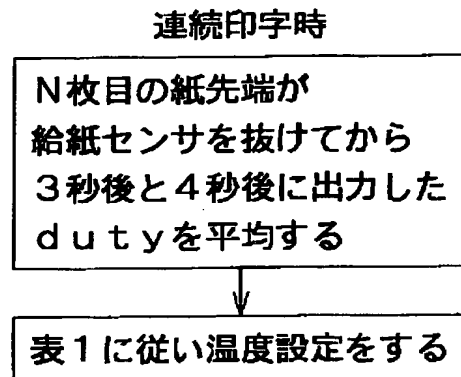 連続印字時
N枚目の紙先端が
給紙センサを抜けてから
3秒後と4秒後に出力した
dutyを平均する
表1に従い温度設定をする